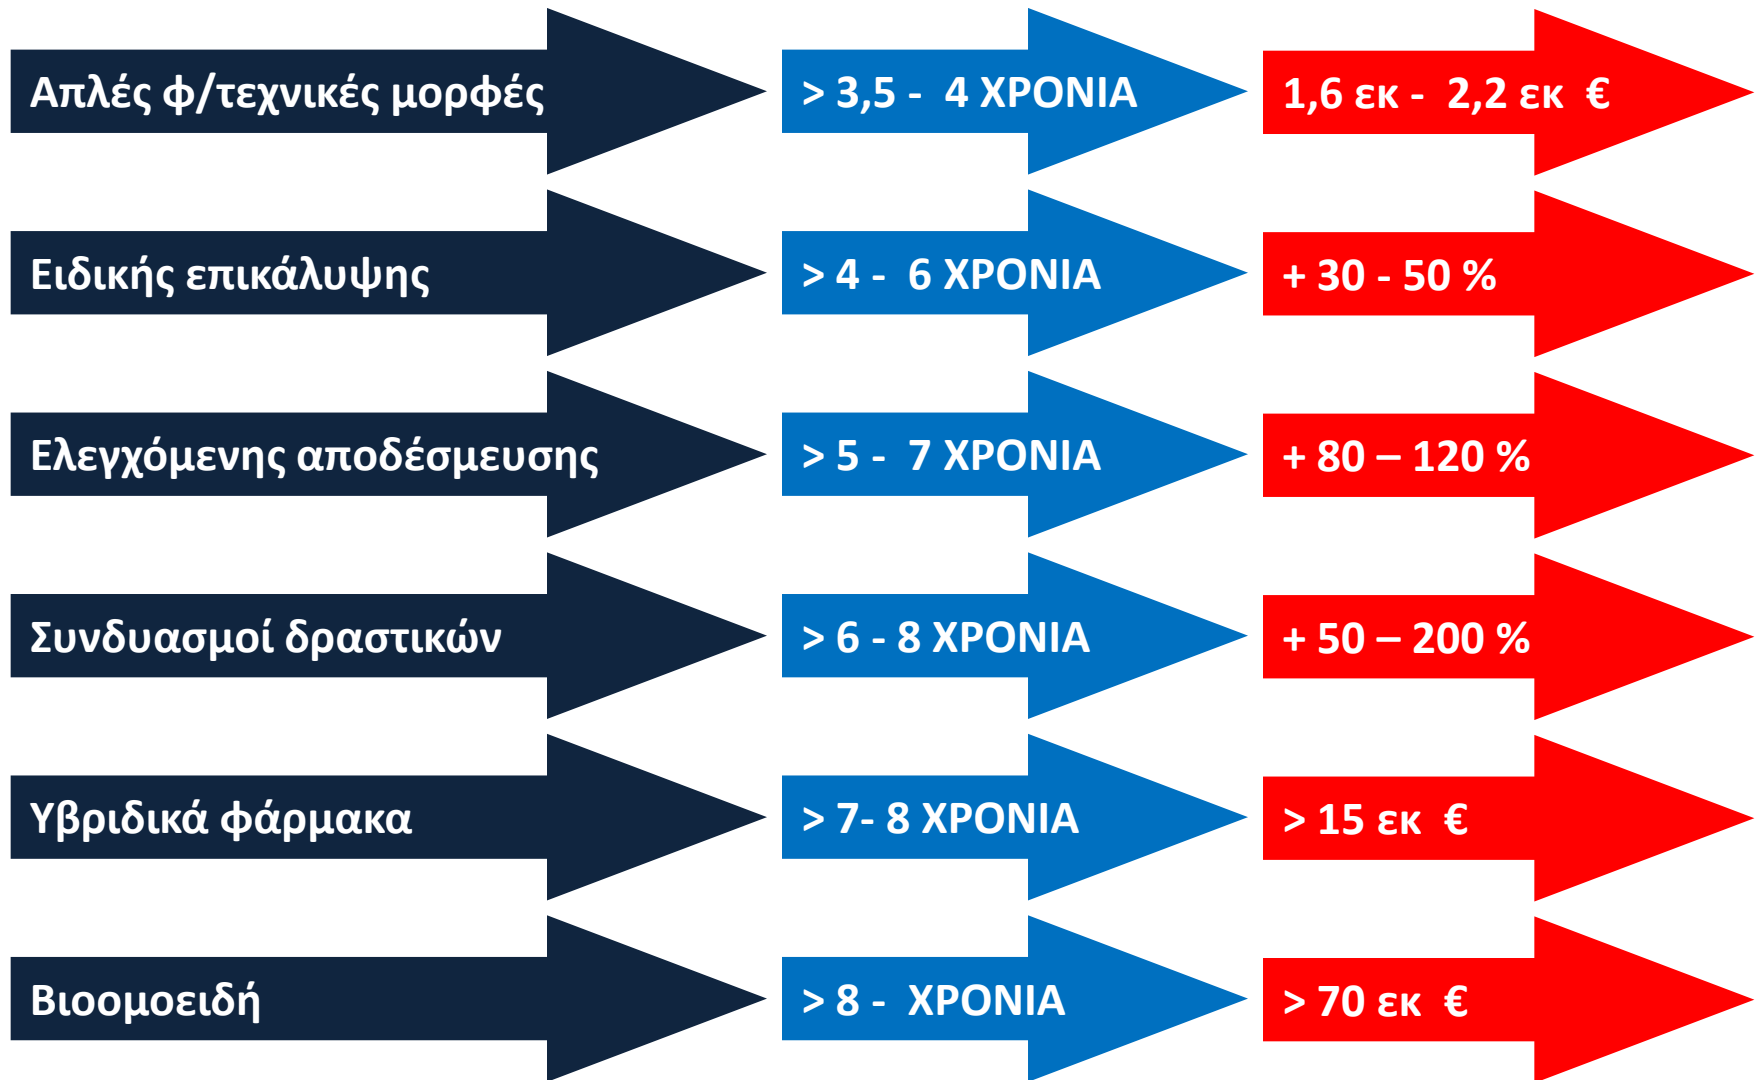 Απλές φ/τεχνικές μορφές
> 3,5 - 4 ΧΡΟΝΙΑ
1,6 εκ - 2,2 εκ €
Ειδικής επικάλυψης
> 4 - 6 ΧΡΟΝΙΑ
+ 30 - 50 %
Ελεγχόμενης αποδέσμευσης
> 5 - 7 ΧΡΟΝΙΑ
+ 80 – 120 %
Συνδυασμοί δραστικών
> 6 - 8 ΧΡΟΝΙΑ
+ 50 – 200 %
Υβριδικά φάρμακα
> 7- 8 ΧΡΟΝΙΑ
> 15 εκ €
Βιοομοειδή
> 8 - ΧΡΟΝΙΑ
> 70 εκ €